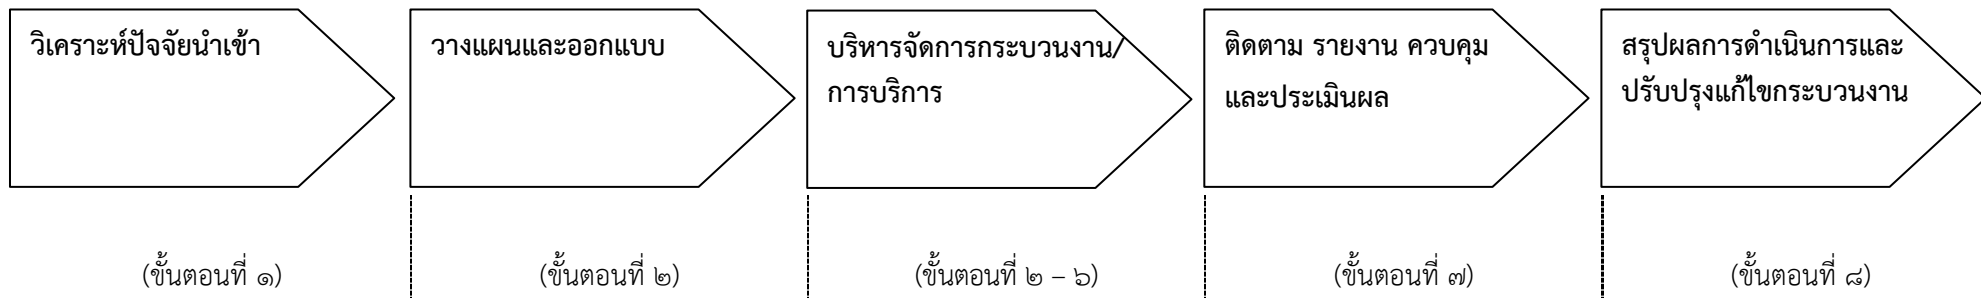 วิเคราะห์ปัจจัยนำเข้า
วางแผนและออกแบบ
บริหารจัดการกระบวนงาน/
การบริการ
ติดตาม รายงาน ควบคุม
และประเมินผล
สรุปผลการดำเนินการและ
ปรับปรุงแก้ไขกระบวนงาน
(ขั้นตอนที่ ๑)
(ขั้นตอนที่ ๒)
(ขั้นตอนที่ ๒ – ๖)
(ขั้นตอนที่ ๗)
(ขั้นตอนที่ ๘)